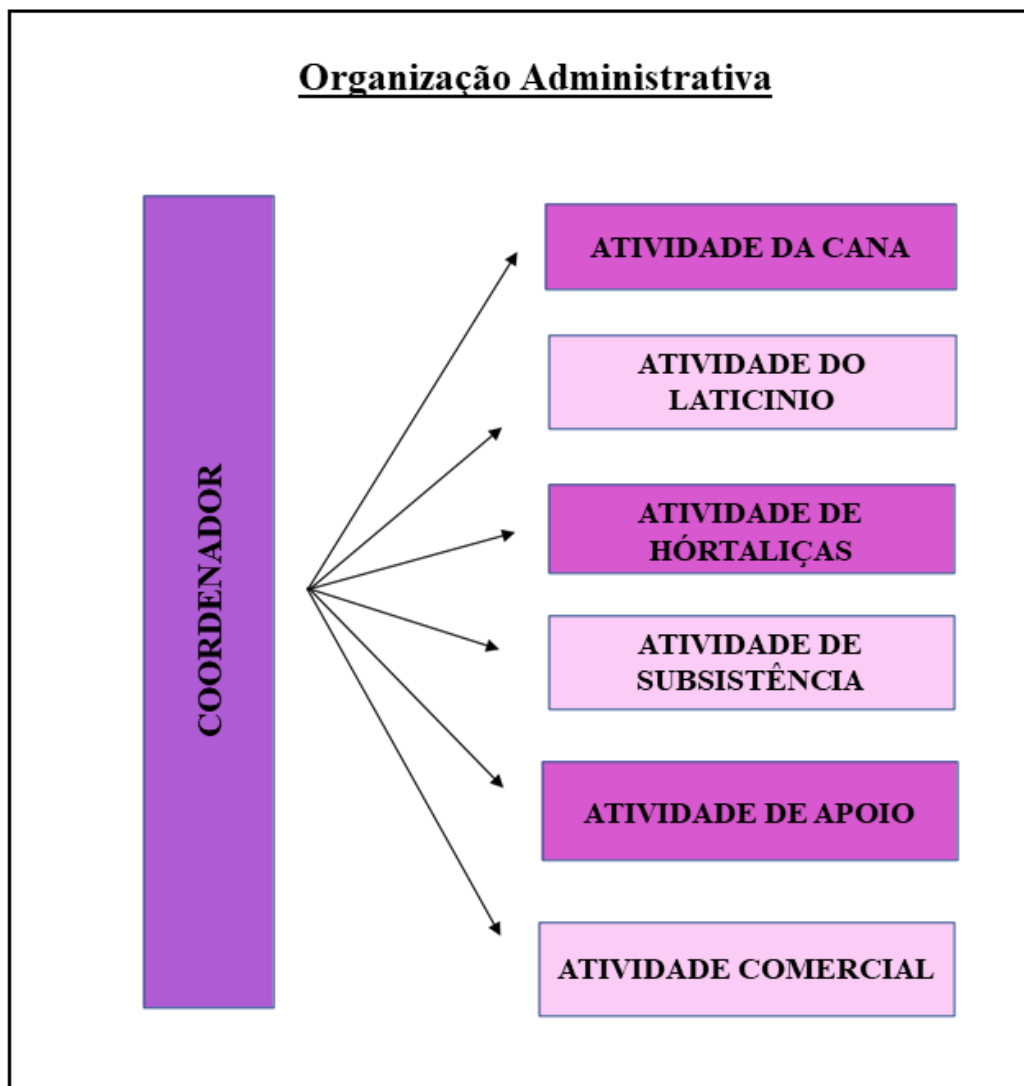 Organização Administrativa
COORDENADOR
ATIVIDADE DA CANA
ATIVIDADE DO
LATICINIO
ATIVIDADE DE
HÓRTALIÇAS
ATIVIDADE DE
SUBSISTÊNCIA
ATIVIDADE DE APOIO
ATIVIDADE COMERCIAL